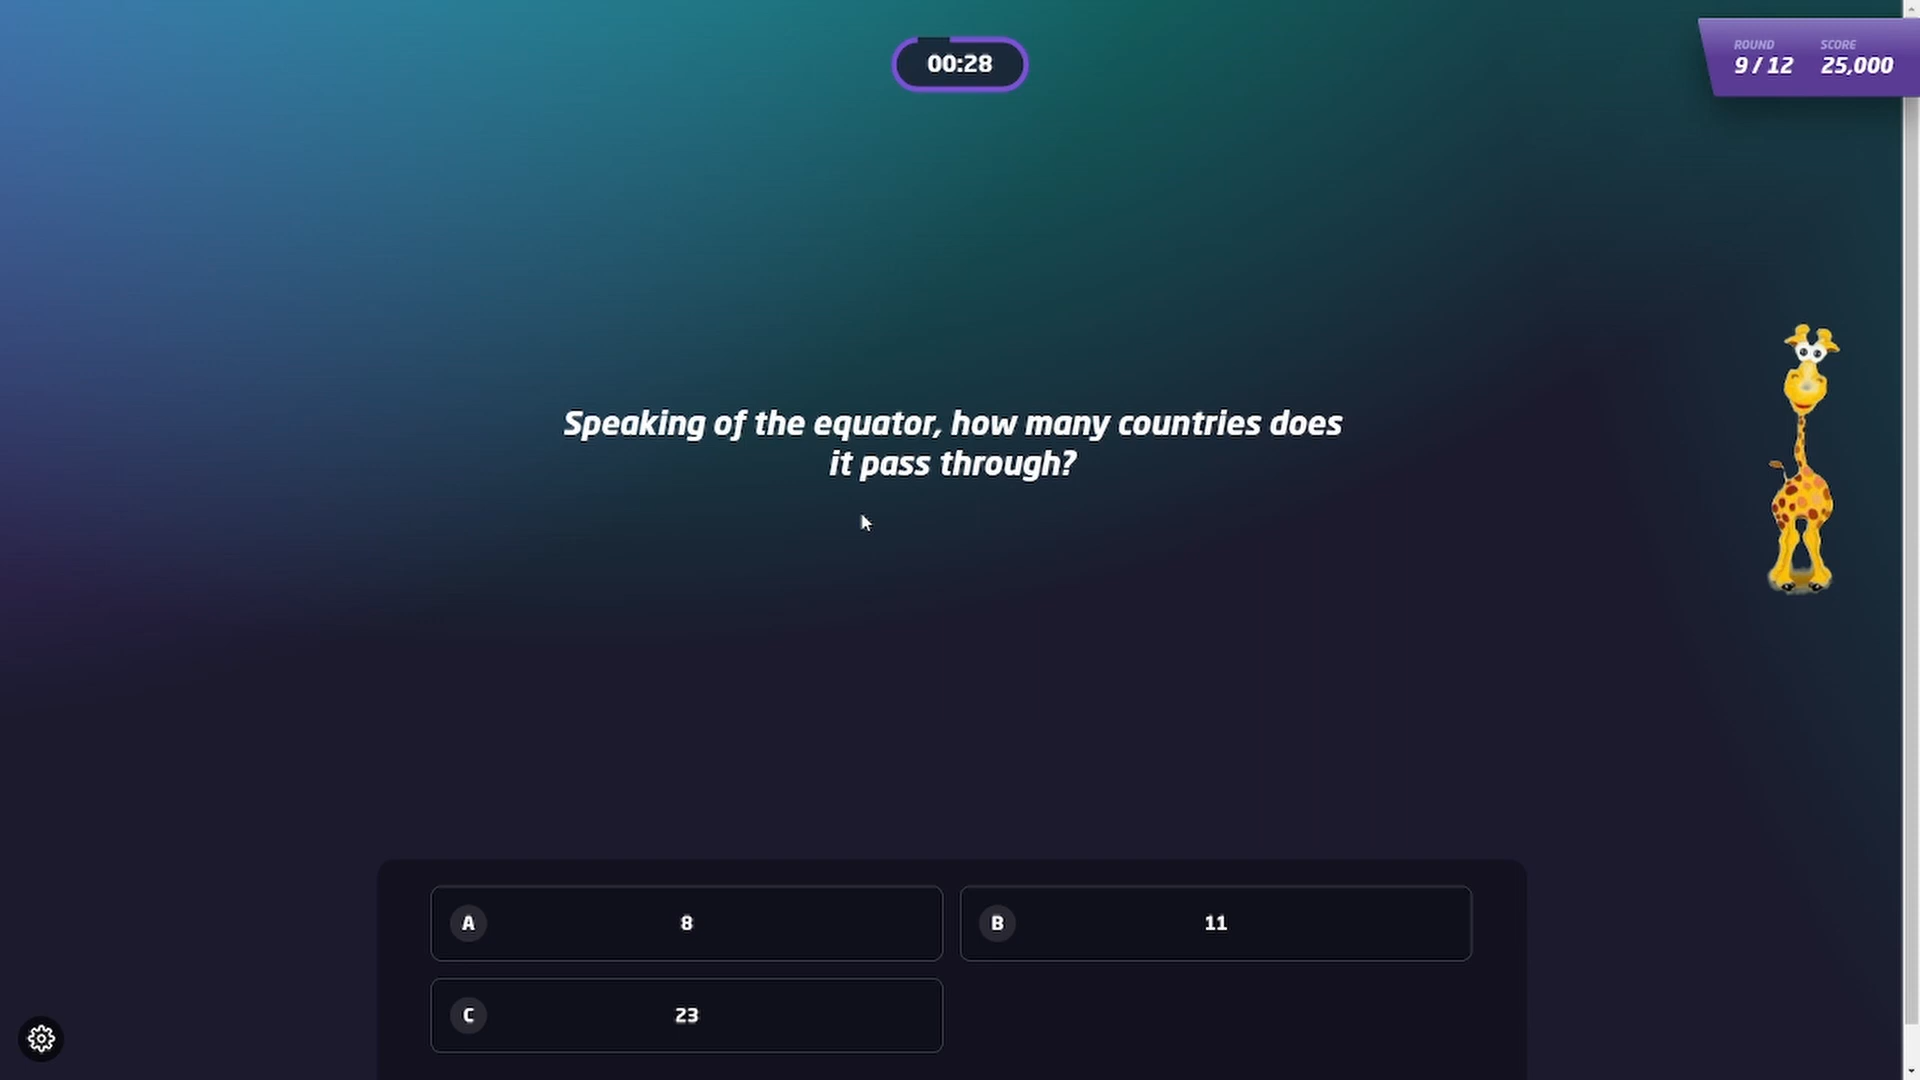 00:28
ROUND SCORE
9 / 12 25,000
Speaking of the equator, how many countries does
it pass through?
A 8
B 11
C 23